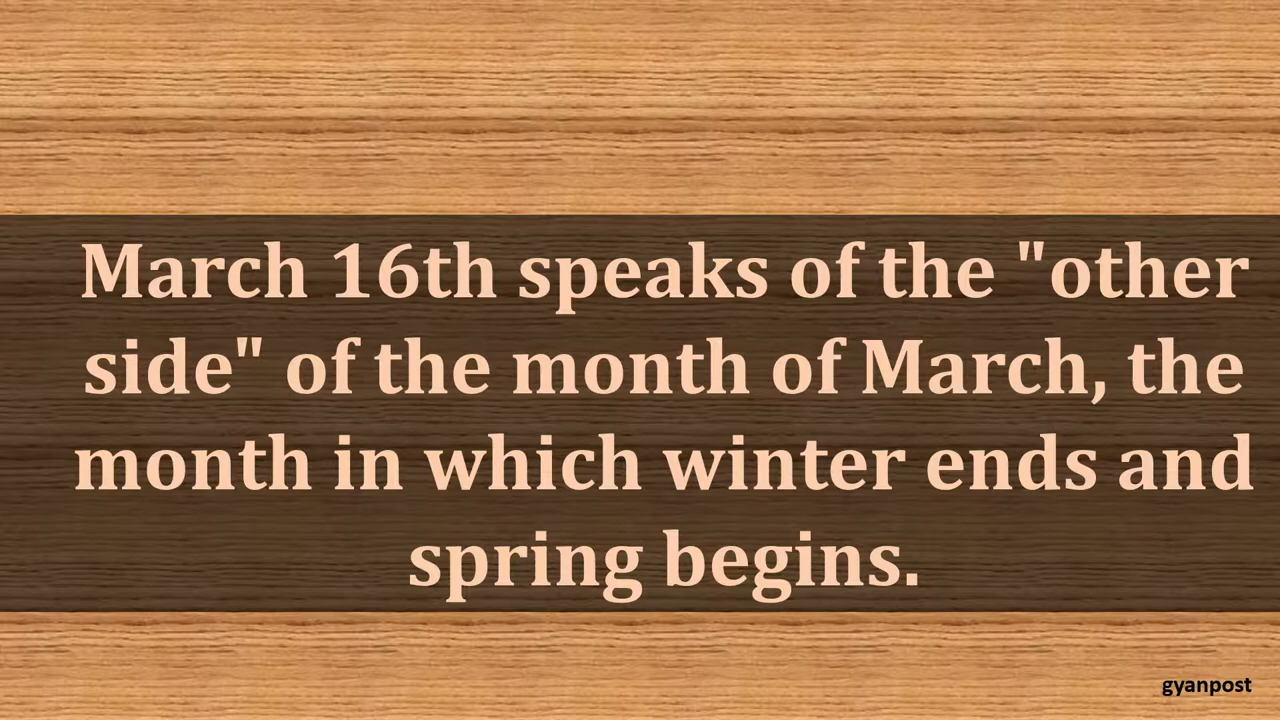 March 16th speaks of the "other
side" of the month of March, the
month in which winter ends and
spring begins.
gyanpost